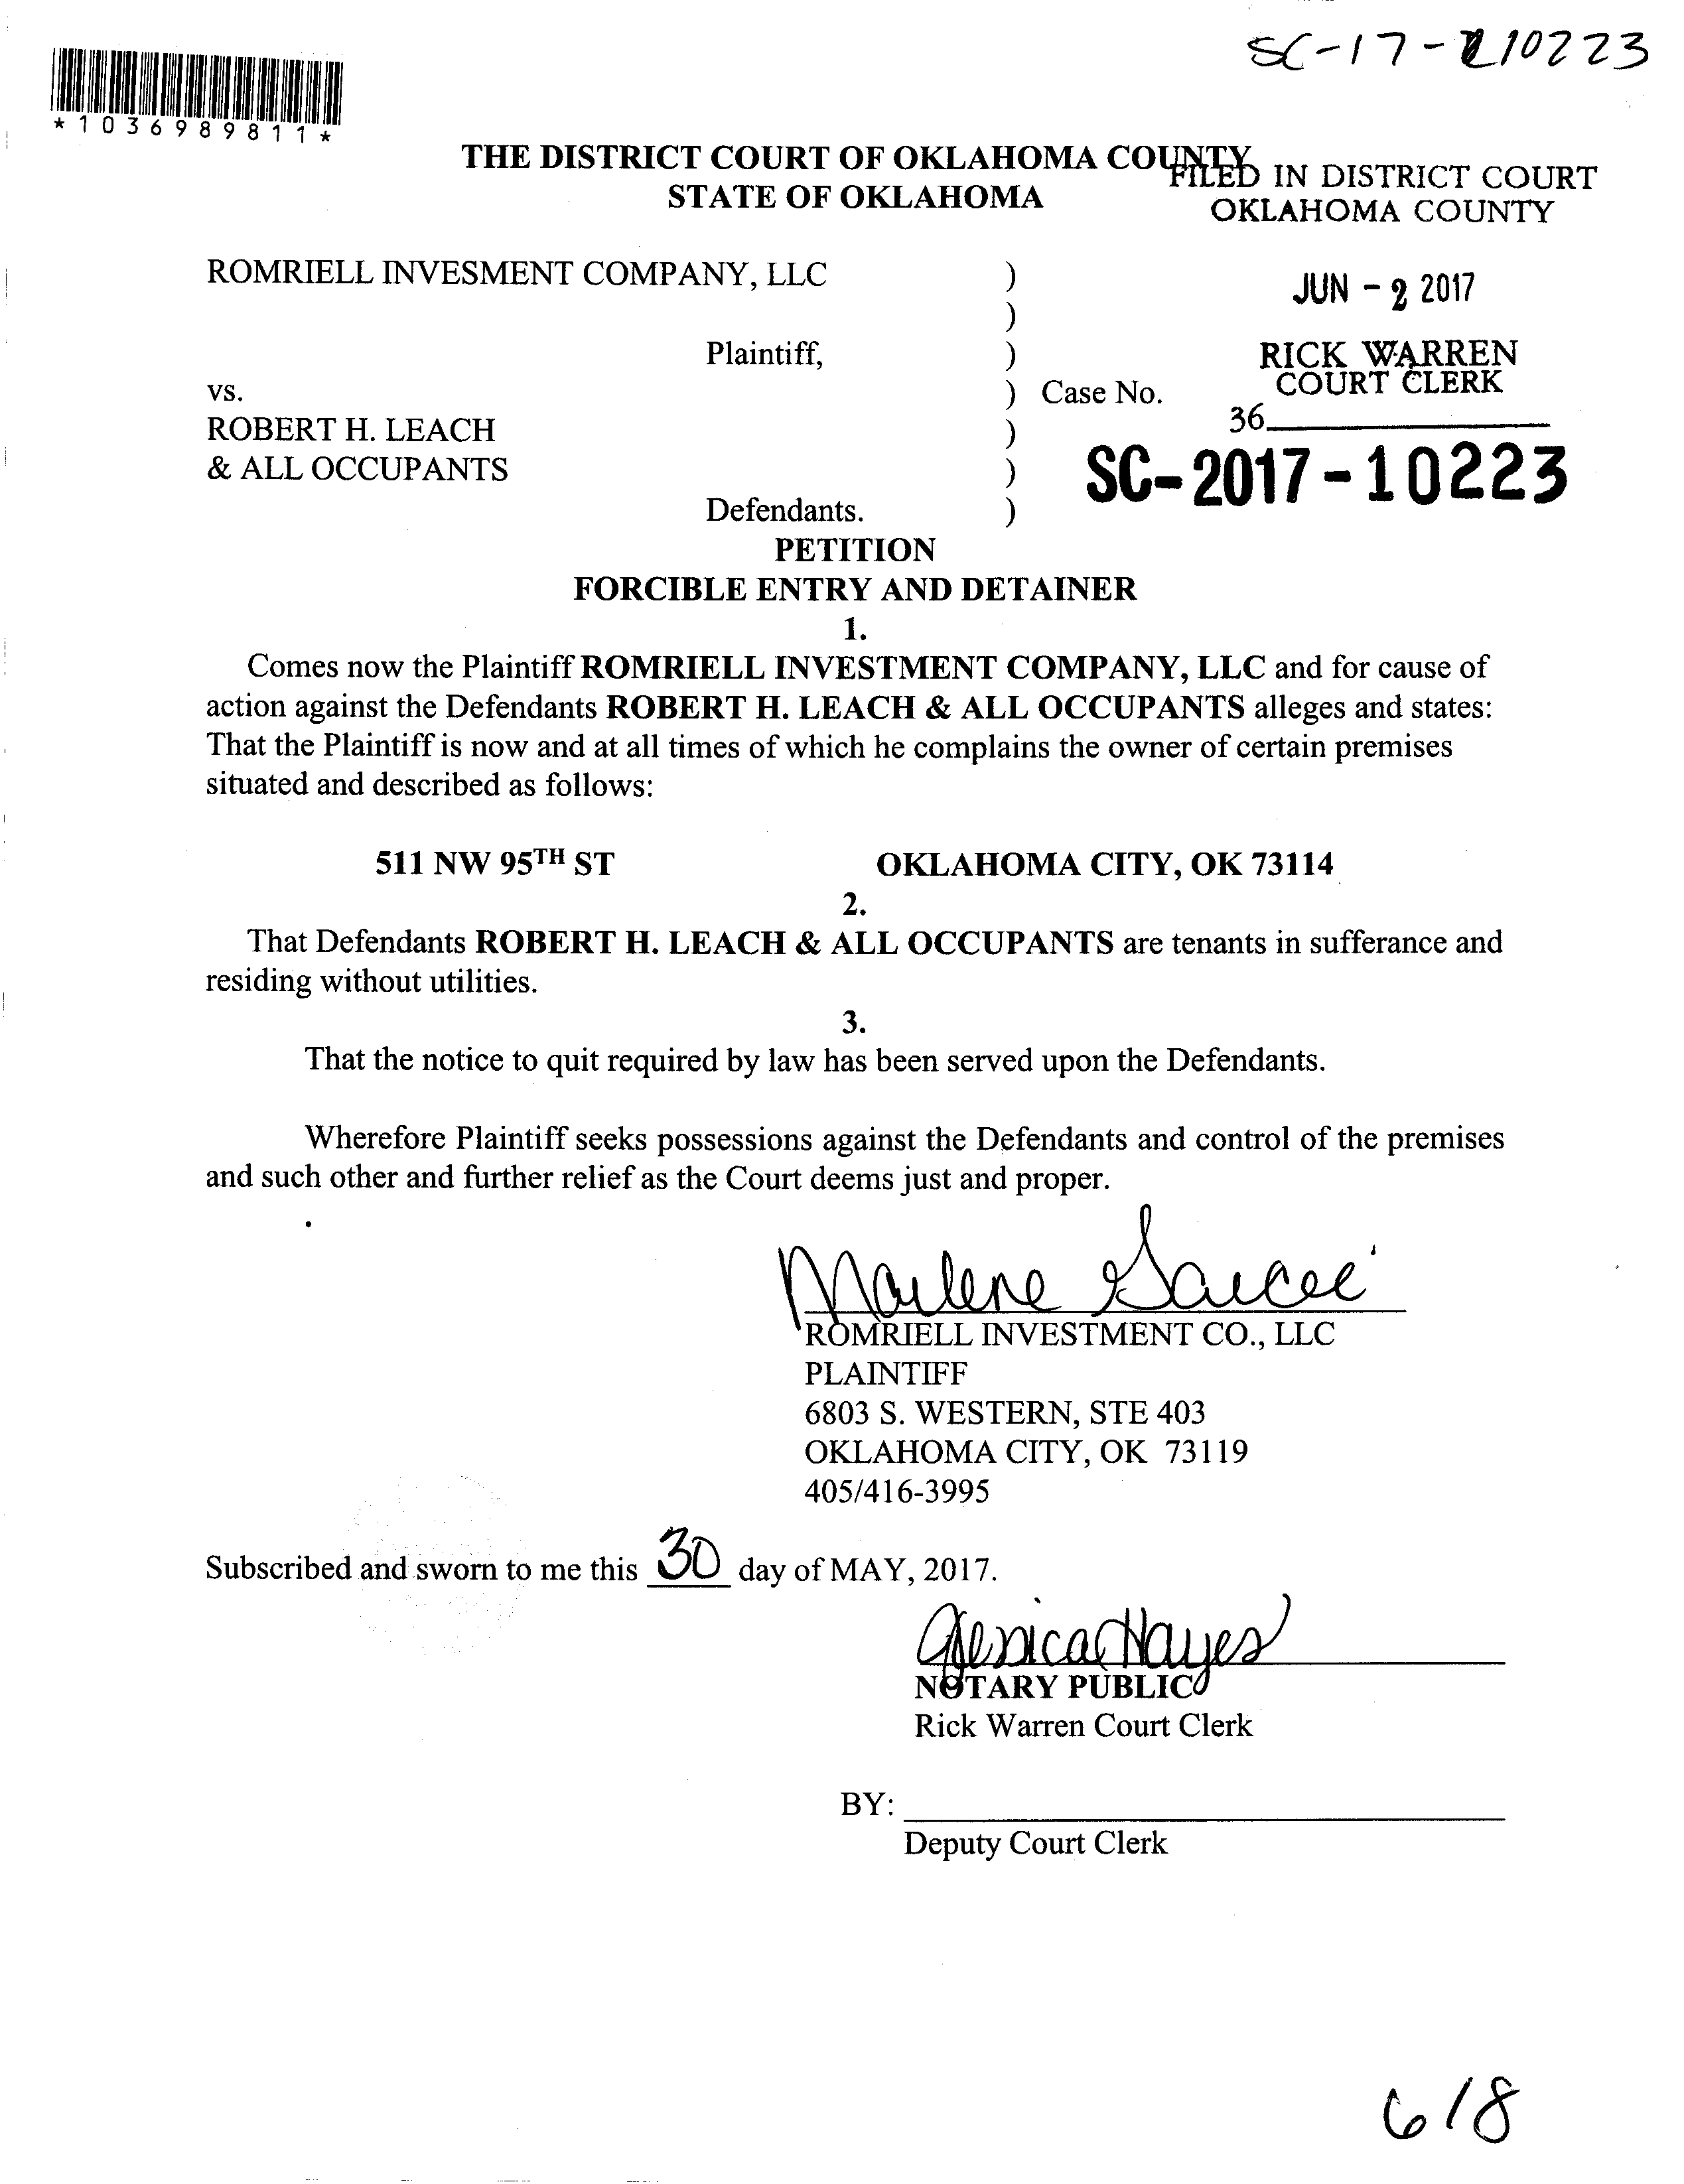 SC-17-10223
*1036989811*
THE DISTRICT COURT OF OKLAHOMA COUNTY
STATE OF OKLAHOMA
FILED IN DISTRICT COURT
OKLAHOMA COUNTY
JUN - 2 2017
RICK WARREN
COURT CLERK
36
ROMRIELL INVESMENT COMPANY, LLC )
)
Plaintiff, )
vs. ) Case No.
ROBERT H. LEACH )
& ALL OCCUPANTS )
SC-2017-10223
Defendants. )
PETITION
FORCIBLE ENTRY AND DETAINER
1.
Comes now the Plaintiff ROMRIELL INVESTMENT COMPANY, LLC and for cause of
action against the Defendants ROBERT H. LEACH & ALL OCCUPANTS alleges and states:
That the Plaintiff is now and at all times of which he complains the owner of certain premises
situated and described as follows:
511 NW 95TH ST OKLAHOMA CITY, OK 73114
2.
That Defendants ROBERT H. LEACH & ALL OCCUPANTS are tenants in sufferance and
residing without utilities.
3.
That the notice to quit required by law has been served upon the Defendants.
Wherefore Plaintiff seeks possessions against the Defendants and control of the premises
and such other and further relief as the Court deems just and proper.
Marlene
ROMRIELL INVESTMENT CO., LLC
PLAINTIFF
6803 S. WESTERN, STE 403
OKLAHOMA CITY, OK 73119
405/416-3995
Subscribed and sworn to me this 30 day of MAY, 2017.
Jessica Hayes
NOTARY PUBLIC
Rick Warren Court Clerk
BY:
Deputy Court Clerk
618